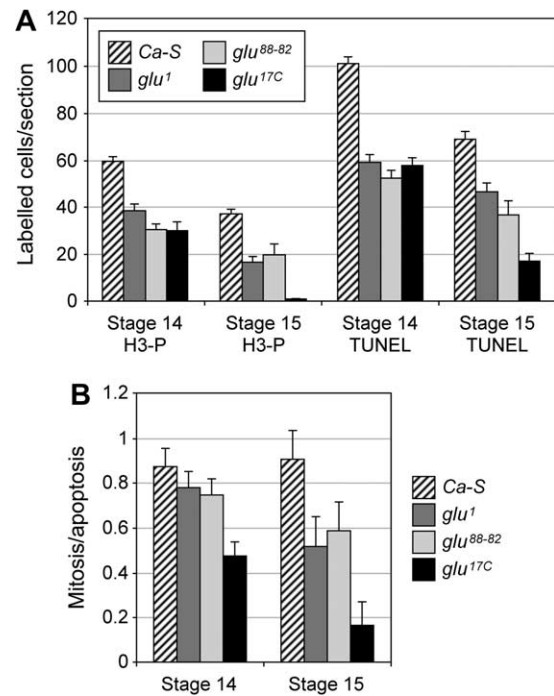 A
Ca-S
glu¹
glu⁸⁸⁻⁸²
glu¹⁷ᶜ
Labelled cells/section
120
100
80
60
40
20
0
Stage 14 H3-P
Stage 15 H3-P
Stage 14 TUNEL
Stage 15 TUNEL
B
Mitosis/apoptosis
1.2
1
0.8
0.6
0.4
0.2
0
Stage 14
Stage 15
Ca-S
glu¹
glu⁸⁸⁻⁸²
glu¹⁷ᶜ